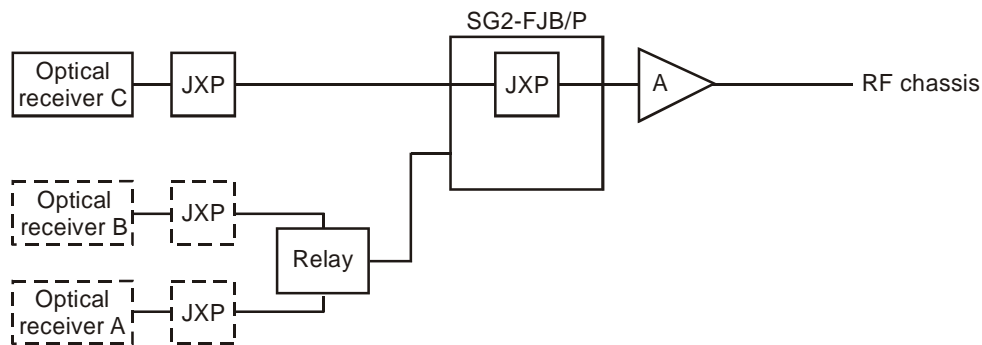 SG2-FJB/P
Optical
receiver C
JXP
JXP
A
RF chassis
Optical
receiver B
JXP
Relay
Optical
receiver A
JXP